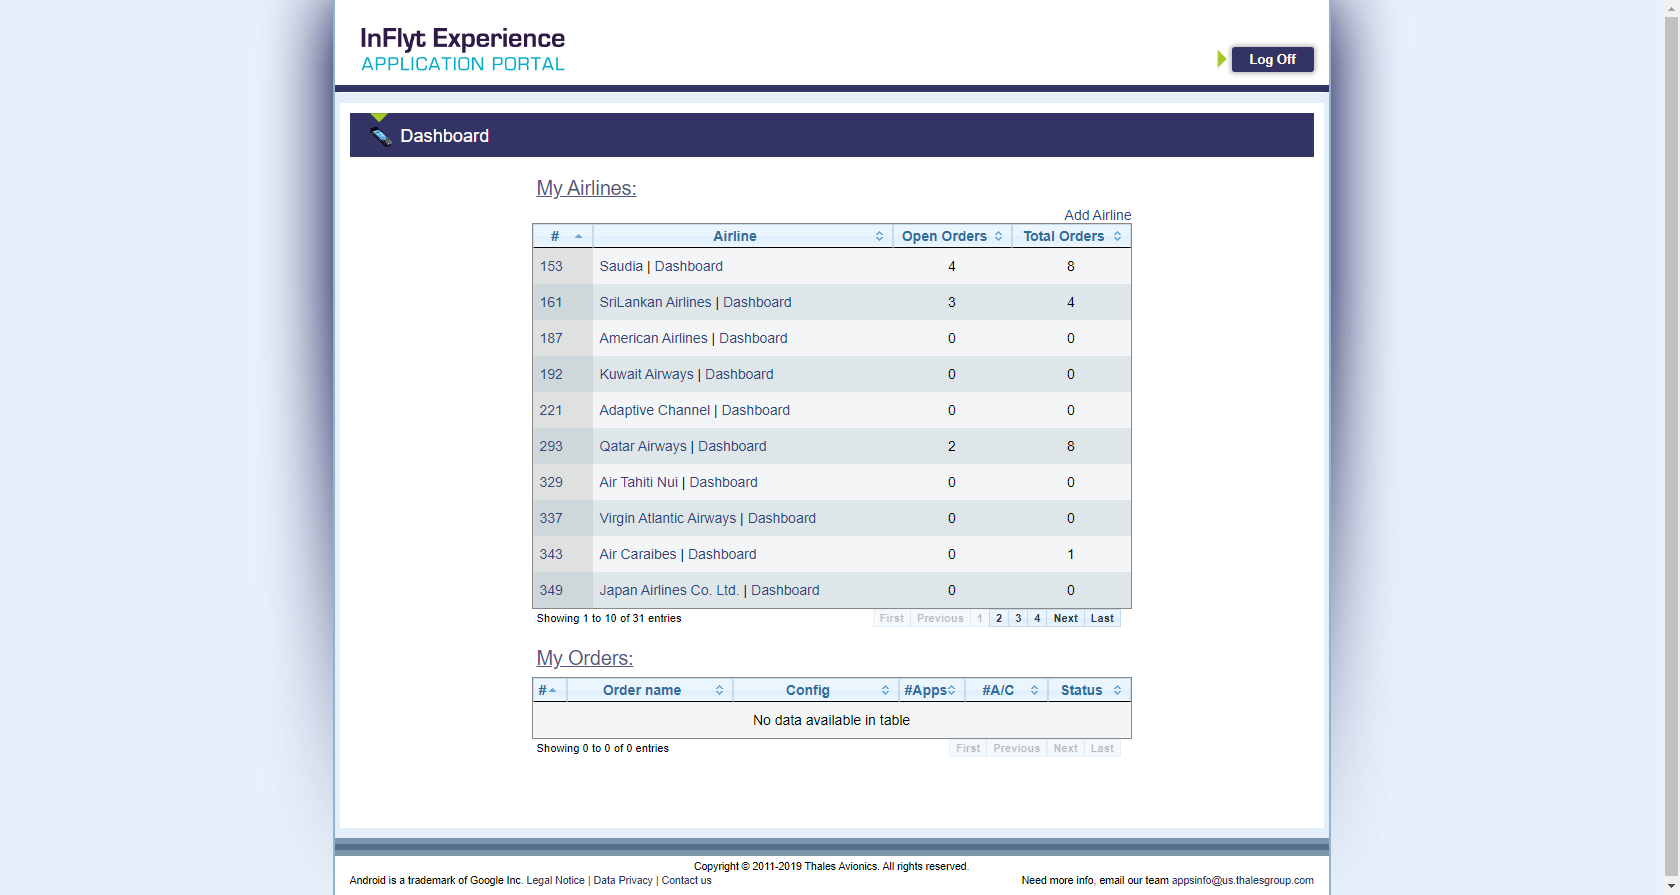 InFlyt Experience
APPLICATION PORTAL
Log Off
Dashboard
My Airlines:
Add Airline
# Airline Open Orders Total Orders
153 Saudia | Dashboard 4 8
161 SriLankan Airlines | Dashboard 3 4
187 American Airlines | Dashboard 0 0
192 Kuwait Airways | Dashboard 0 0
221 Adaptive Channel | Dashboard 0 0
293 Qatar Airways | Dashboard 2 8
329 Air Tahiti Nui | Dashboard 0 0
337 Virgin Atlantic Airways | Dashboard 0 0
343 Air Caraibes | Dashboard 0 1
349 Japan Airlines Co. Ltd. | Dashboard 0 0
Showing 1 to 10 of 31 entries First Previous 1 2 3 4 Next Last
My Orders:
# Order name Config #Apps #A/C Status
No data available in table
Showing 0 to 0 of 0 entries First Previous Next Last
Copyright © 2011-2019 Thales Avionics. All rights reserved.
Android is a trademark of Google Inc. Legal Notice | Data Privacy | Contact us Need more info, email our team appsinfo@us.thalesgroup.com